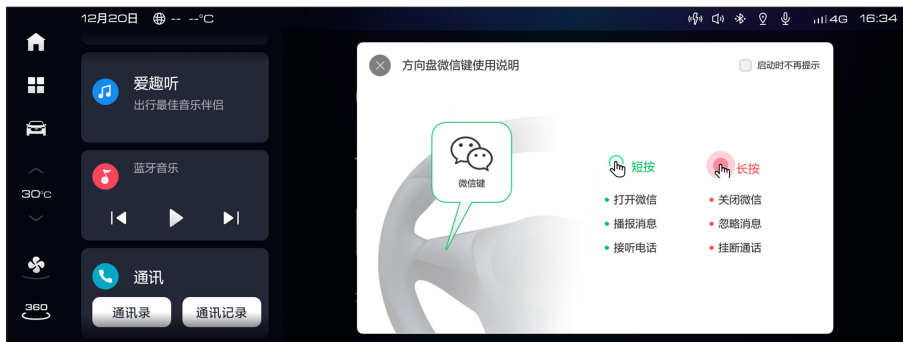 12月20日 -- --°C
4G 16:34
方向盘微信键使用说明
启动时不再提示
爱趣听
出行最佳音乐伴侣
微信键
短按
长按
打开微信
关闭微信
播报消息
忽略消息
接听电话
挂断通话
蓝牙音乐
30°C
通讯
通讯录
通讯记录
360